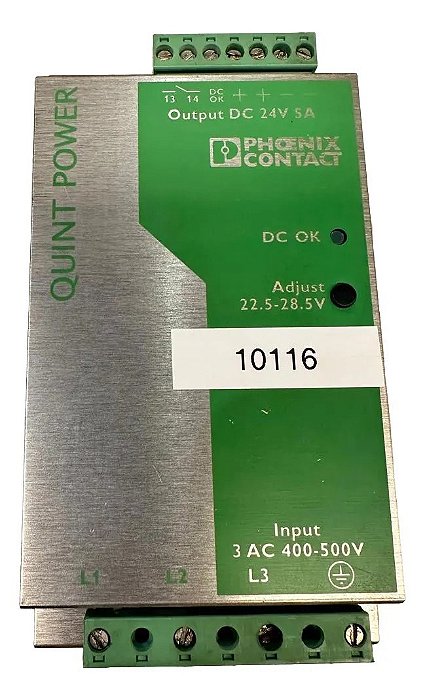 13 14 DC OK + + - -
Output DC 24V 5A
PHŒNIX
CONTACT
QUINT POWER
DC OK
Adjust
22.5-28.5V
10116
Input
3 AC 400-500V
L1 L2 L3